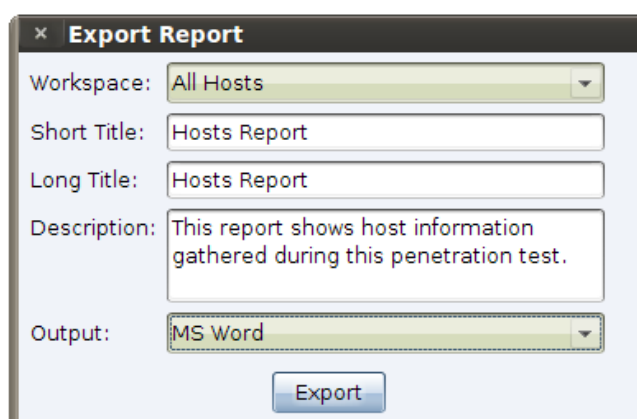 × Export Report
Workspace: All Hosts
Short Title: Hosts Report
Long Title: Hosts Report
Description: This report shows host information
gathered during this penetration test.
Output: MS Word
Export